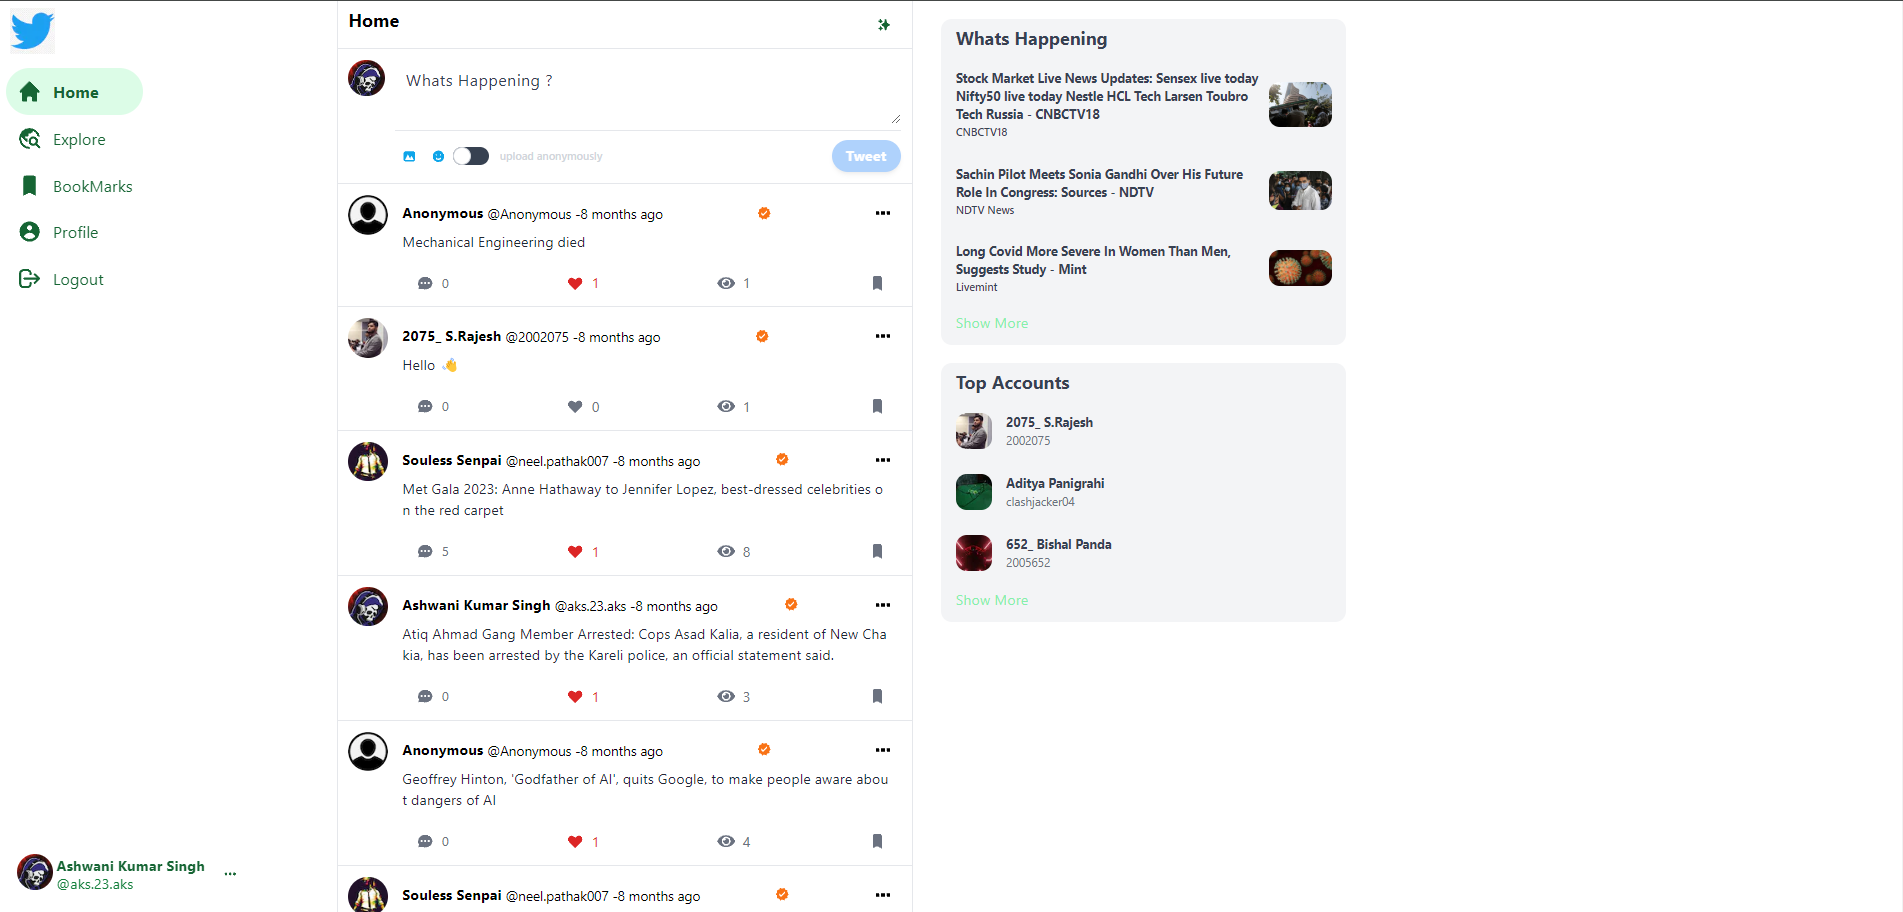 Home
Explore
BookMarks
Profile
Logout
Ashwani Kumar Singh
@aks.23.aks
Home
Whats Happening ?
upload anonymously
Tweet
Anonymous @Anonymous -8 months ago
Mechanical Engineering died
0 1 1
2075_ S.Rajesh @2002075 -8 months ago
Hello 👋
0 0 1
Souless Senpai @neel.pathak007 -8 months ago
Met Gala 2023: Anne Hathaway to Jennifer Lopez, best-dressed celebrities o
n the red carpet
5 1 8
Ashwani Kumar Singh @aks.23.aks -8 months ago
Atiq Ahmad Gang Member Arrested: Cops Asad Kalia, a resident of New Cha
kia, has been arrested by the Kareli police, an official statement said.
0 1 3
Anonymous @Anonymous -8 months ago
Geoffrey Hinton, 'Godfather of AI', quits Google, to make people aware abou
t dangers of AI
0 1 4
Souless Senpai @neel.pathak007 -8 months ago
Whats Happening
Stock Market Live News Updates: Sensex live today
Nifty50 live today Nestle HCL Tech Larsen Toubro
Tech Russia - CNBCTV18
CNBCTV18
Sachin Pilot Meets Sonia Gandhi Over His Future
Role In Congress: Sources - NDTV
NDTV News
Long Covid More Severe In Women Than Men,
Suggests Study - Mint
Livemint
Show More
Top Accounts
2075_ S.Rajesh
2002075
Aditya Panigrahi
clashjacker04
652_ Bishal Panda
2005652
Show More